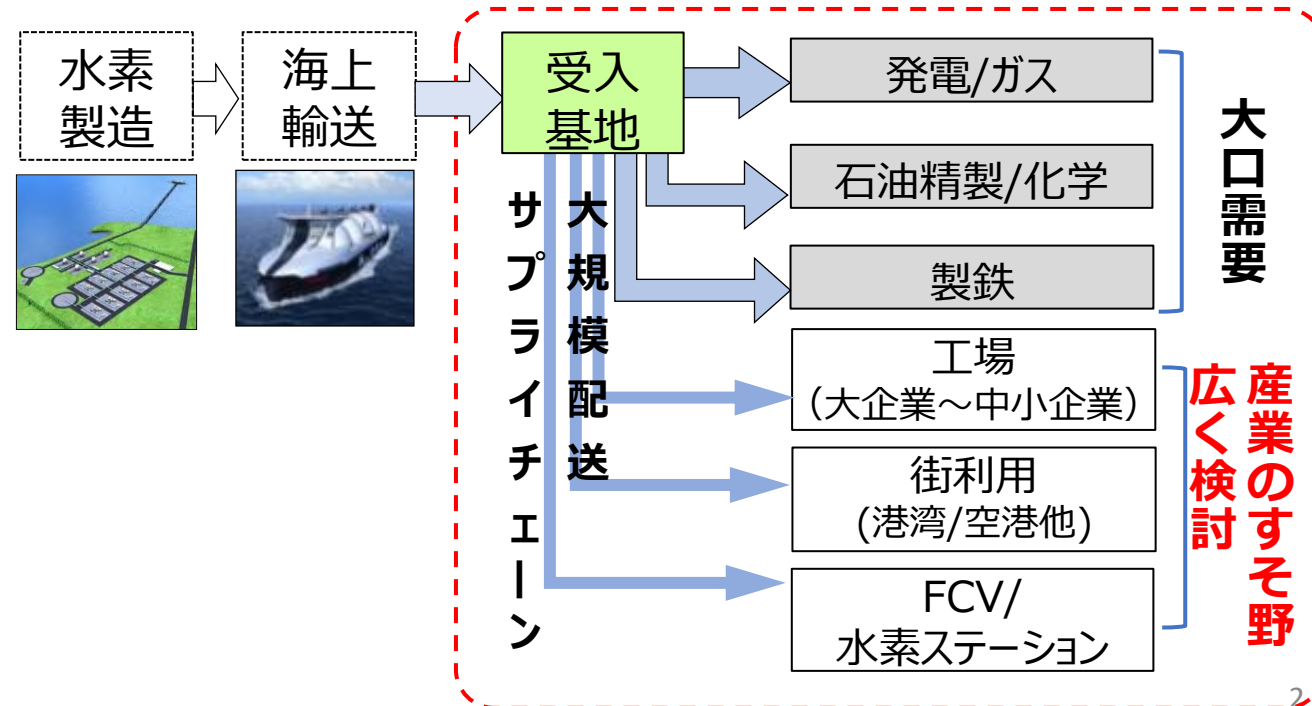 水素
製造
海上
輸送
受入
基地
発電/ガス
石油精製/化学
製鉄
大口需要
大規模配送
サプライチェーン
工場
（大企業～中小企業）
街利用
(港湾/空港他)
FCV/
水素ステーション
産業のすそ野
広く検討
2